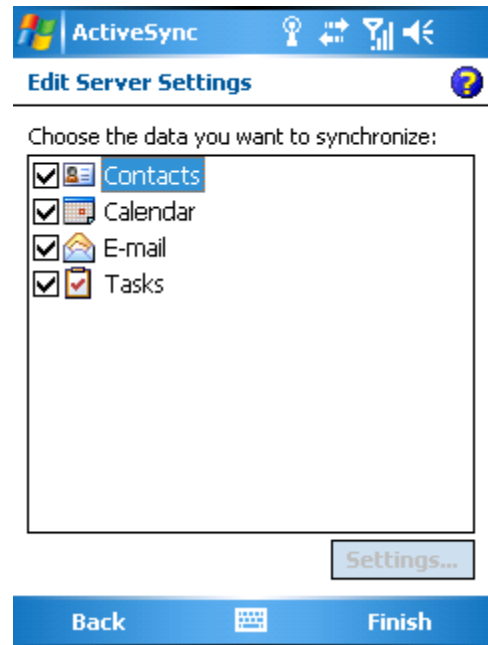 ActiveSync
Edit Server Settings
Choose the data you want to synchronize:
Contacts
Calendar
E-mail
Tasks
Settings...
Back Finish